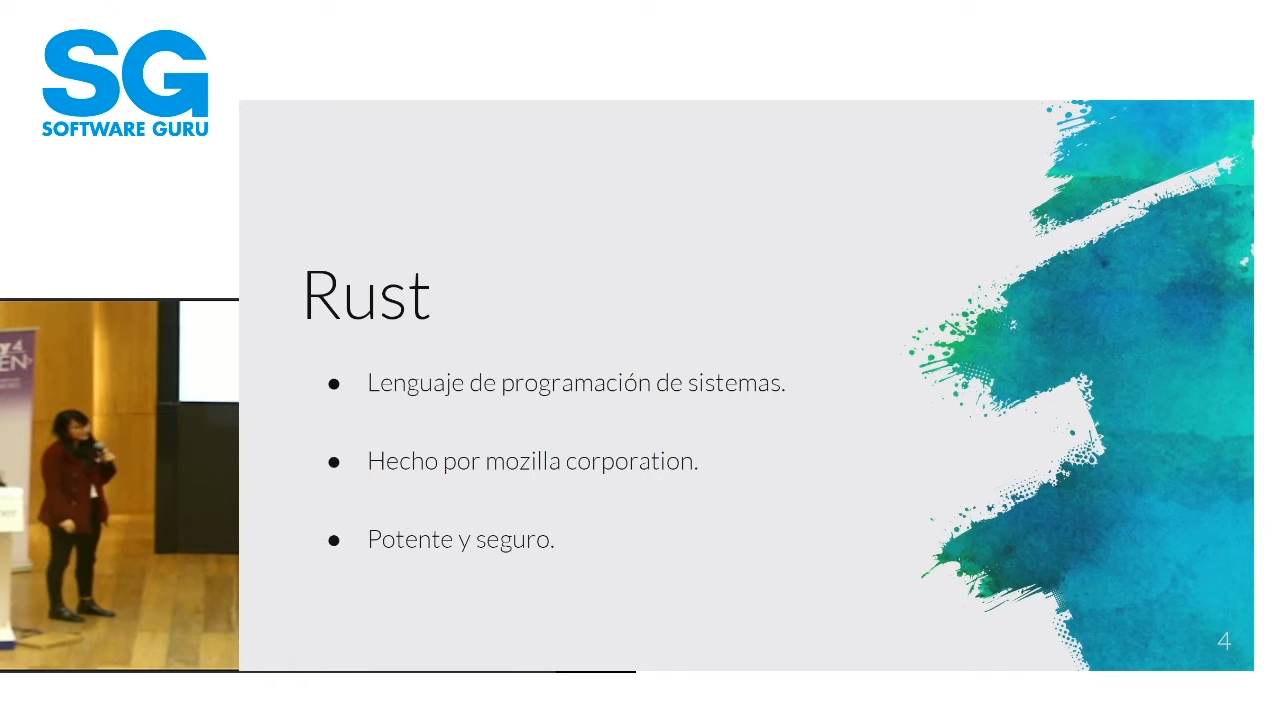 SG
SOFTWARE GURU
Rust
● Lenguaje de programación de sistemas.
● Hecho por mozilla corporation.
● Potente y seguro.
4